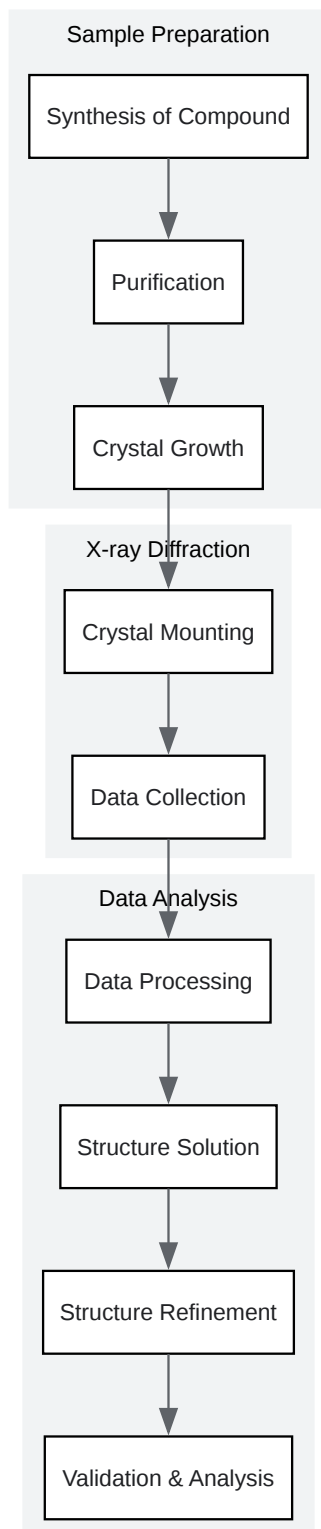 Sample Preparation
Synthesis of Compound
Purification
Crystal Growth
X-ray Diffraction
Crystal Mounting
Data Collection
Data Analysis
Data Processing
Structure Solution
Structure Refinement
Validation & Analysis